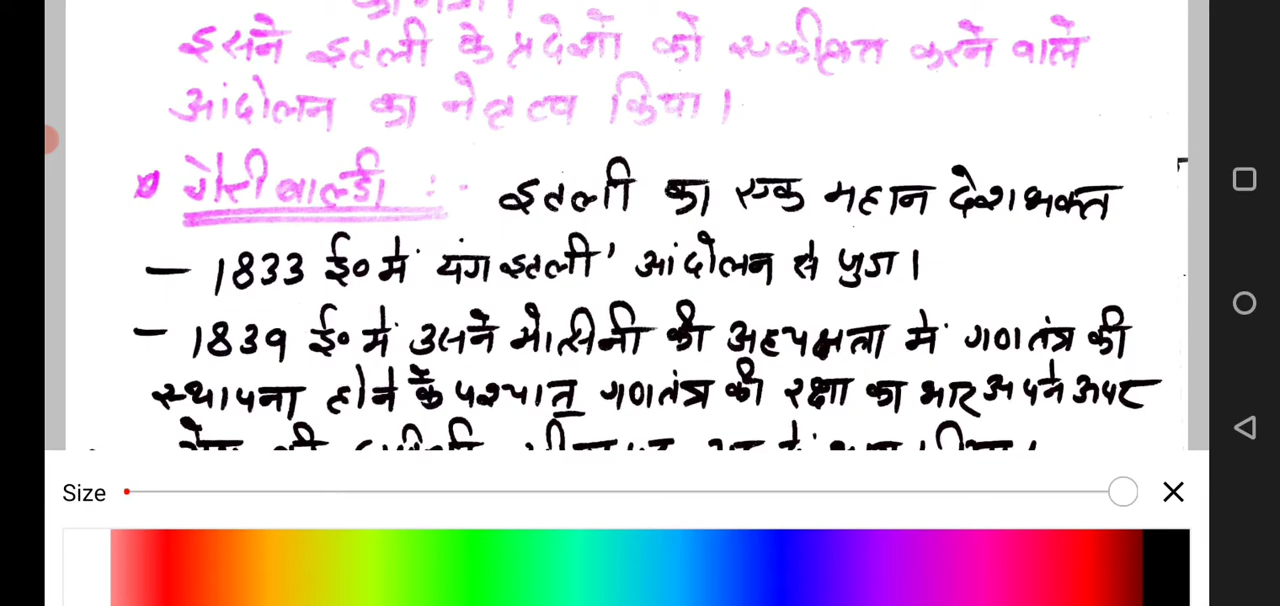 इसने इटली के प्रदेशों को एकीकृत करने वाले
आंदोलन का नेतृत्व किया।
गैरीबाल्डी :- इटली का एक महान देशभक्त
– 1833 ई० में यंग इटली' आंदोलन से जुडा।
– 1839 ई० में उसने मेत्सिनी की अध्यक्षता में गणतंत्र की
स्थापना होने के पश्चात् गणतंत्र की रक्षा का भार अपने उपर
Size